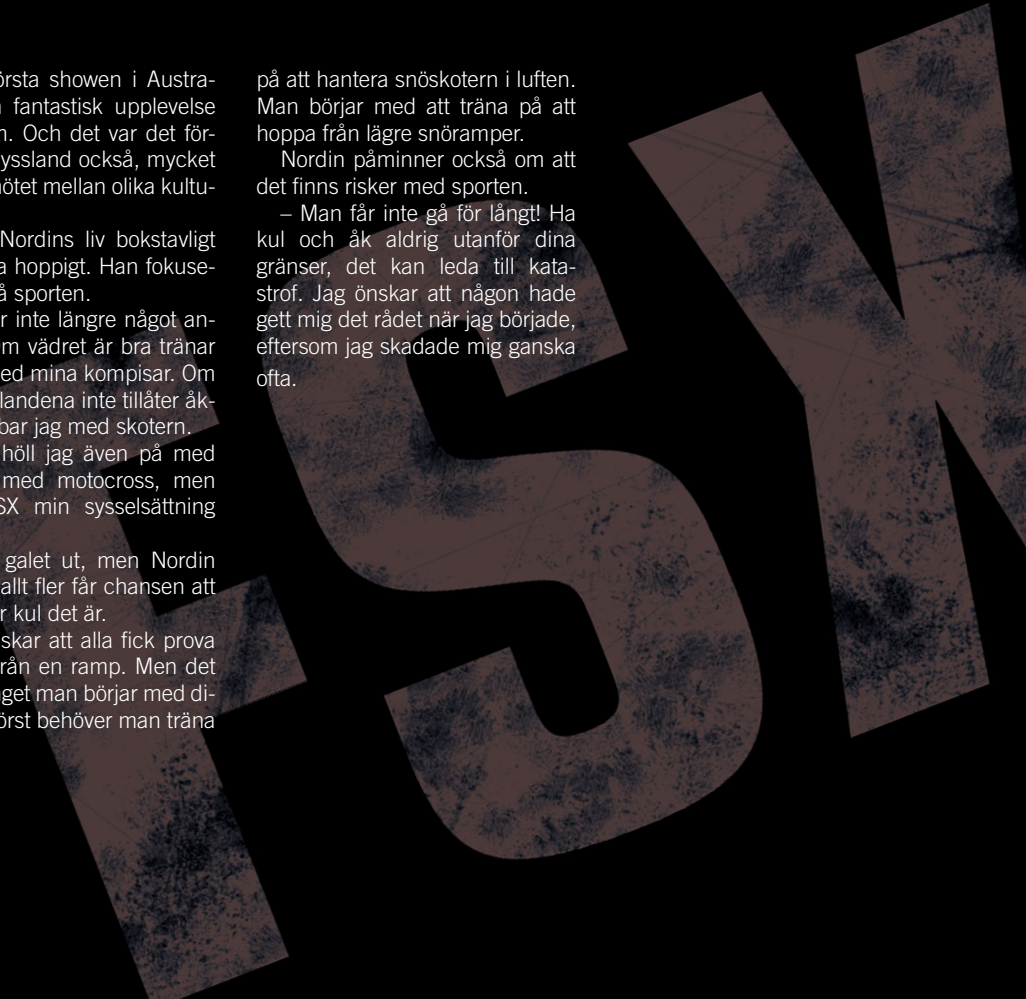 örsta showen i Austra-
fantastisk upplevelse
Och det var det för-
yssland också, mycket
ötet mellan olika kultu-
Nordins liv bokstavligt
a hoppigt. Han fokuse-
å sporten.
r inte längre något an-
m vädret är bra tränar
ed mina kompisar. Om
landena inte tillåter åk-
bar jag med skotern.
höll jag även på med
med motocross, men
SX min sysselsättning
galet ut, men Nordin
allt fler får chansen att
r kul det är.
skar att alla fick prova
från en ramp. Men det
get man börjar med di-
örst behöver man träna
på att hantera snöskotern i luften.
Man börjar med att träna på att
hoppa från lägre snöramper.
Nordin påminner också om att
det finns risker med sporten.
– Man får inte gå för långt! Ha
kul och åk aldrig utanför dina
gränser, det kan leda till kata-
strof. Jag önskar att någon hade
gett mig det rådet när jag började,
eftersom jag skadade mig ganska
ofta.
FSX